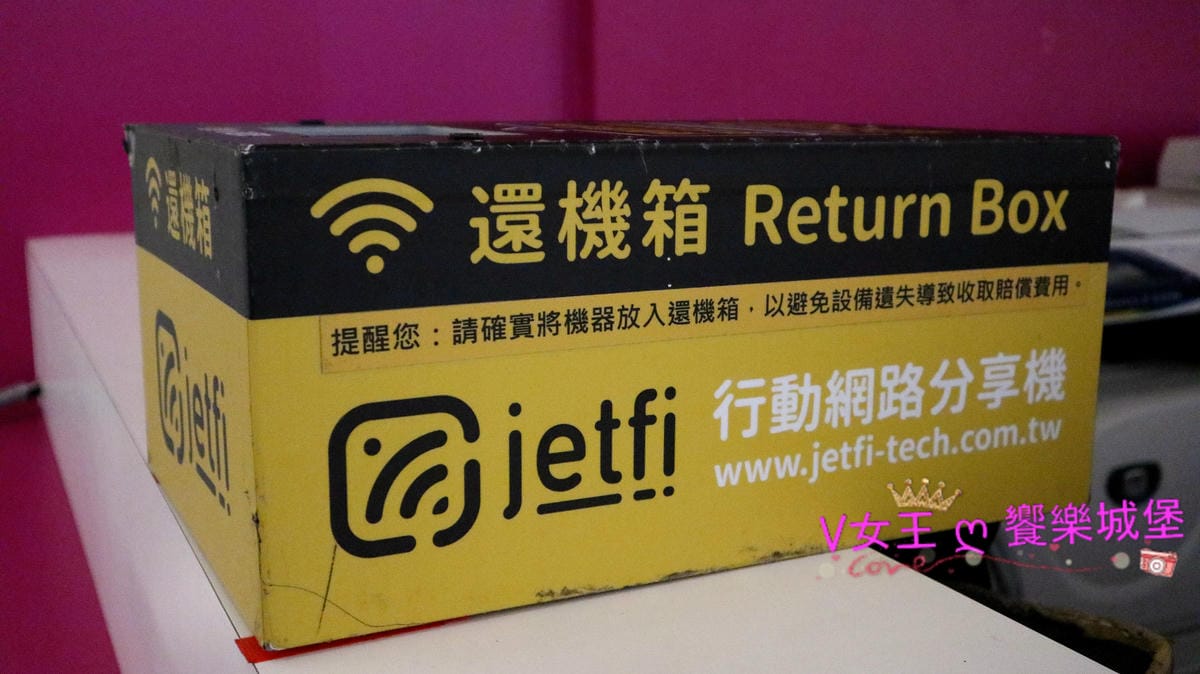 還機箱
還機箱 Return Box
提醒您：請確實將機器放入還機箱，以避免設備遺失導致收取賠償費用。
jetfi
jetfi
行動網路分享機
www.jetfi-tech.com.tw
V女王 ღ 饗樂城堡